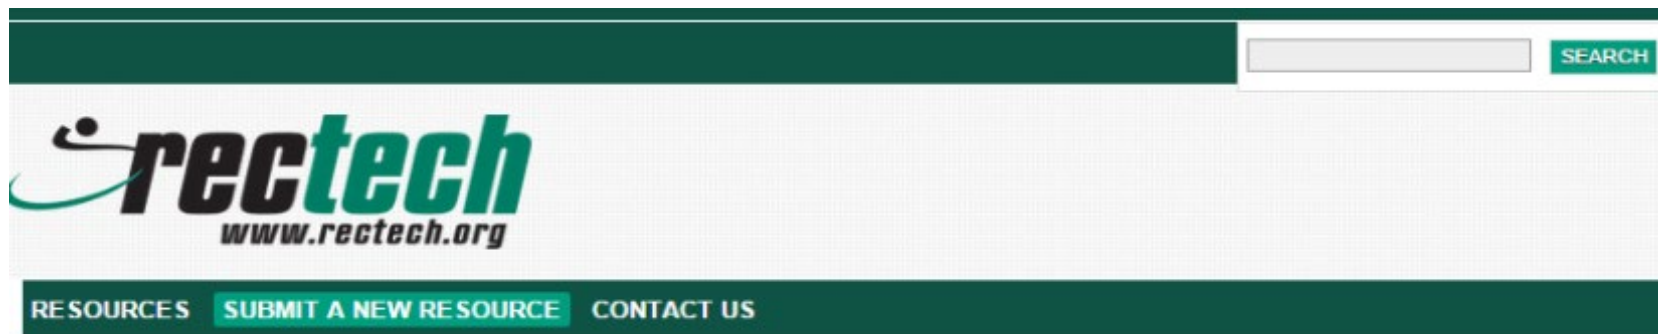 SEARCH
rectech
www.rectech.org
RESOURCES SUBMIT A NEW RESOURCE CONTACT US